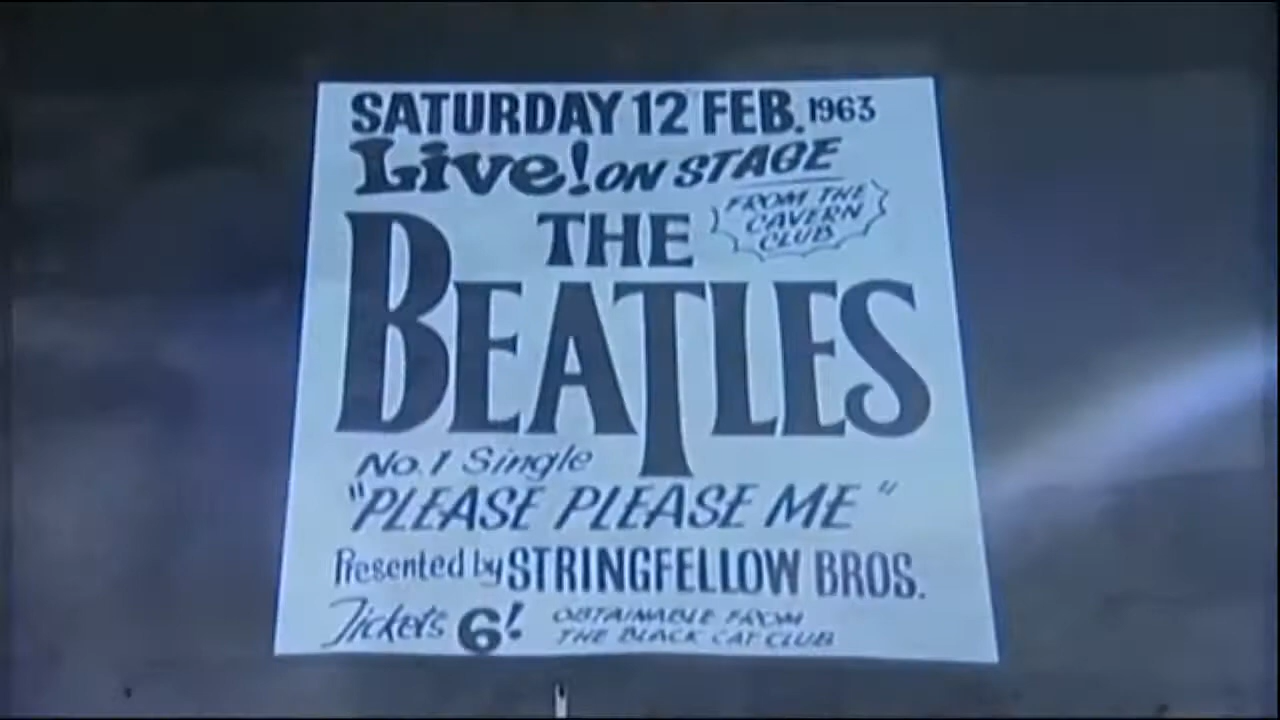 SATURDAY 12 FEB. 1963
Live! ON STAGE
FROM THE
CAVERN
CLUB
THE
BEATLES
No. 1 Single
"PLEASE PLEASE ME"
Presented by STRINGFELLOW BROS.
Tickets 6!
OBTAINABLE FROM
THE BLACK CAT CLUB